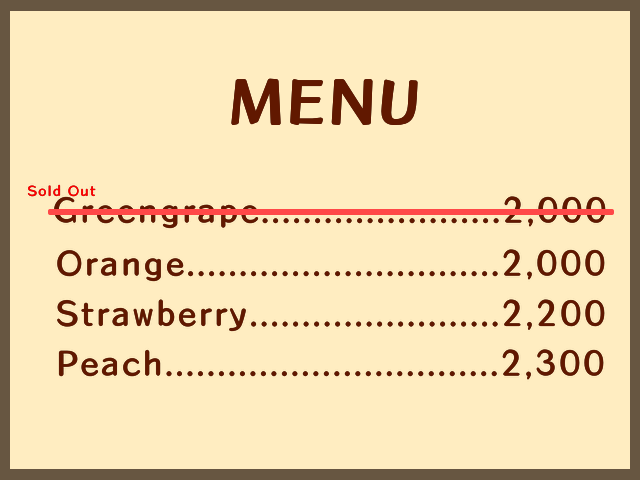 MENU
Sold Out
Greengrape.......................2,000
Orange..............................2,000
Strawberry........................2,200
Peach................................2,300